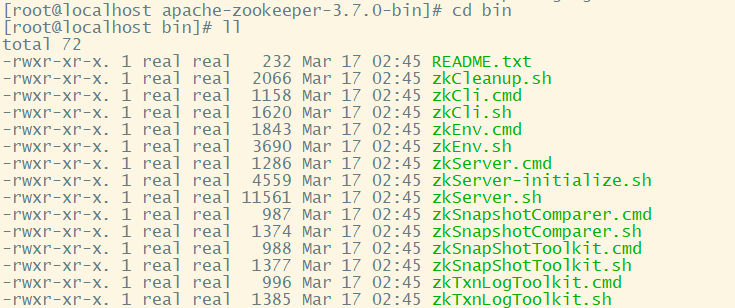 [root@localhost apache-zookeeper-3.7.0-bin]# cd bin
[root@localhost bin]# ll
total 72
-rwxr-xr-x. 1 real real   232 Mar 17 02:45 README.txt
-rwxr-xr-x. 1 real real  2066 Mar 17 02:45 zkCleanup.sh
-rwxr-xr-x. 1 real real  1158 Mar 17 02:45 zkCli.cmd
-rwxr-xr-x. 1 real real  1620 Mar 17 02:45 zkCli.sh
-rwxr-xr-x. 1 real real  1843 Mar 17 02:45 zkEnv.cmd
-rwxr-xr-x. 1 real real  3690 Mar 17 02:45 zkEnv.sh
-rwxr-xr-x. 1 real real  1286 Mar 17 02:45 zkServer.cmd
-rwxr-xr-x. 1 real real  4559 Mar 17 02:45 zkServer-initialize.sh
-rwxr-xr-x. 1 real real 11561 Mar 17 02:45 zkServer.sh
-rwxr-xr-x. 1 real real   987 Mar 17 02:45 zkSnapshotComparer.cmd
-rwxr-xr-x. 1 real real  1374 Mar 17 02:45 zkSnapshotComparer.sh
-rwxr-xr-x. 1 real real   988 Mar 17 02:45 zkSnapShotToolkit.cmd
-rwxr-xr-x. 1 real real  1377 Mar 17 02:45 zkSnapShotToolkit.sh
-rwxr-xr-x. 1 real real   996 Mar 17 02:45 zkTxnLogToolkit.cmd
-rwxr-xr-x. 1 real real  1385 Mar 17 02:45 zkTxnLogToolkit.sh